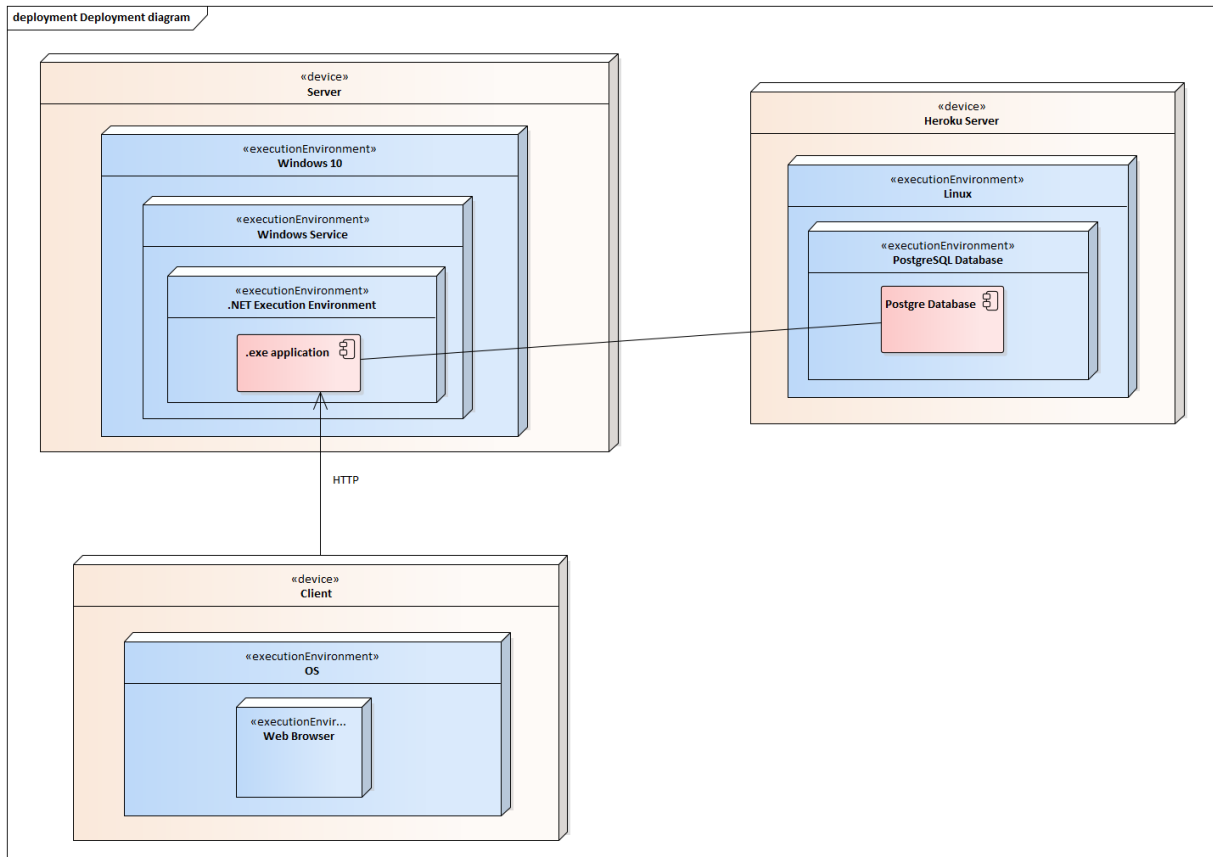 deployment Deployment diagram
«device»
Server
«executionEnvironment»
Windows 10
«executionEnvironment»
Windows Service
«executionEnvironment»
.NET Execution Environment
.exe application
«device»
Heroku Server
«executionEnvironment»
Linux
«executionEnvironment»
PostgreSQL Database
Postgre Database
HTTP
«device»
Client
«executionEnvironment»
OS
«executionEnvir...
Web Browser